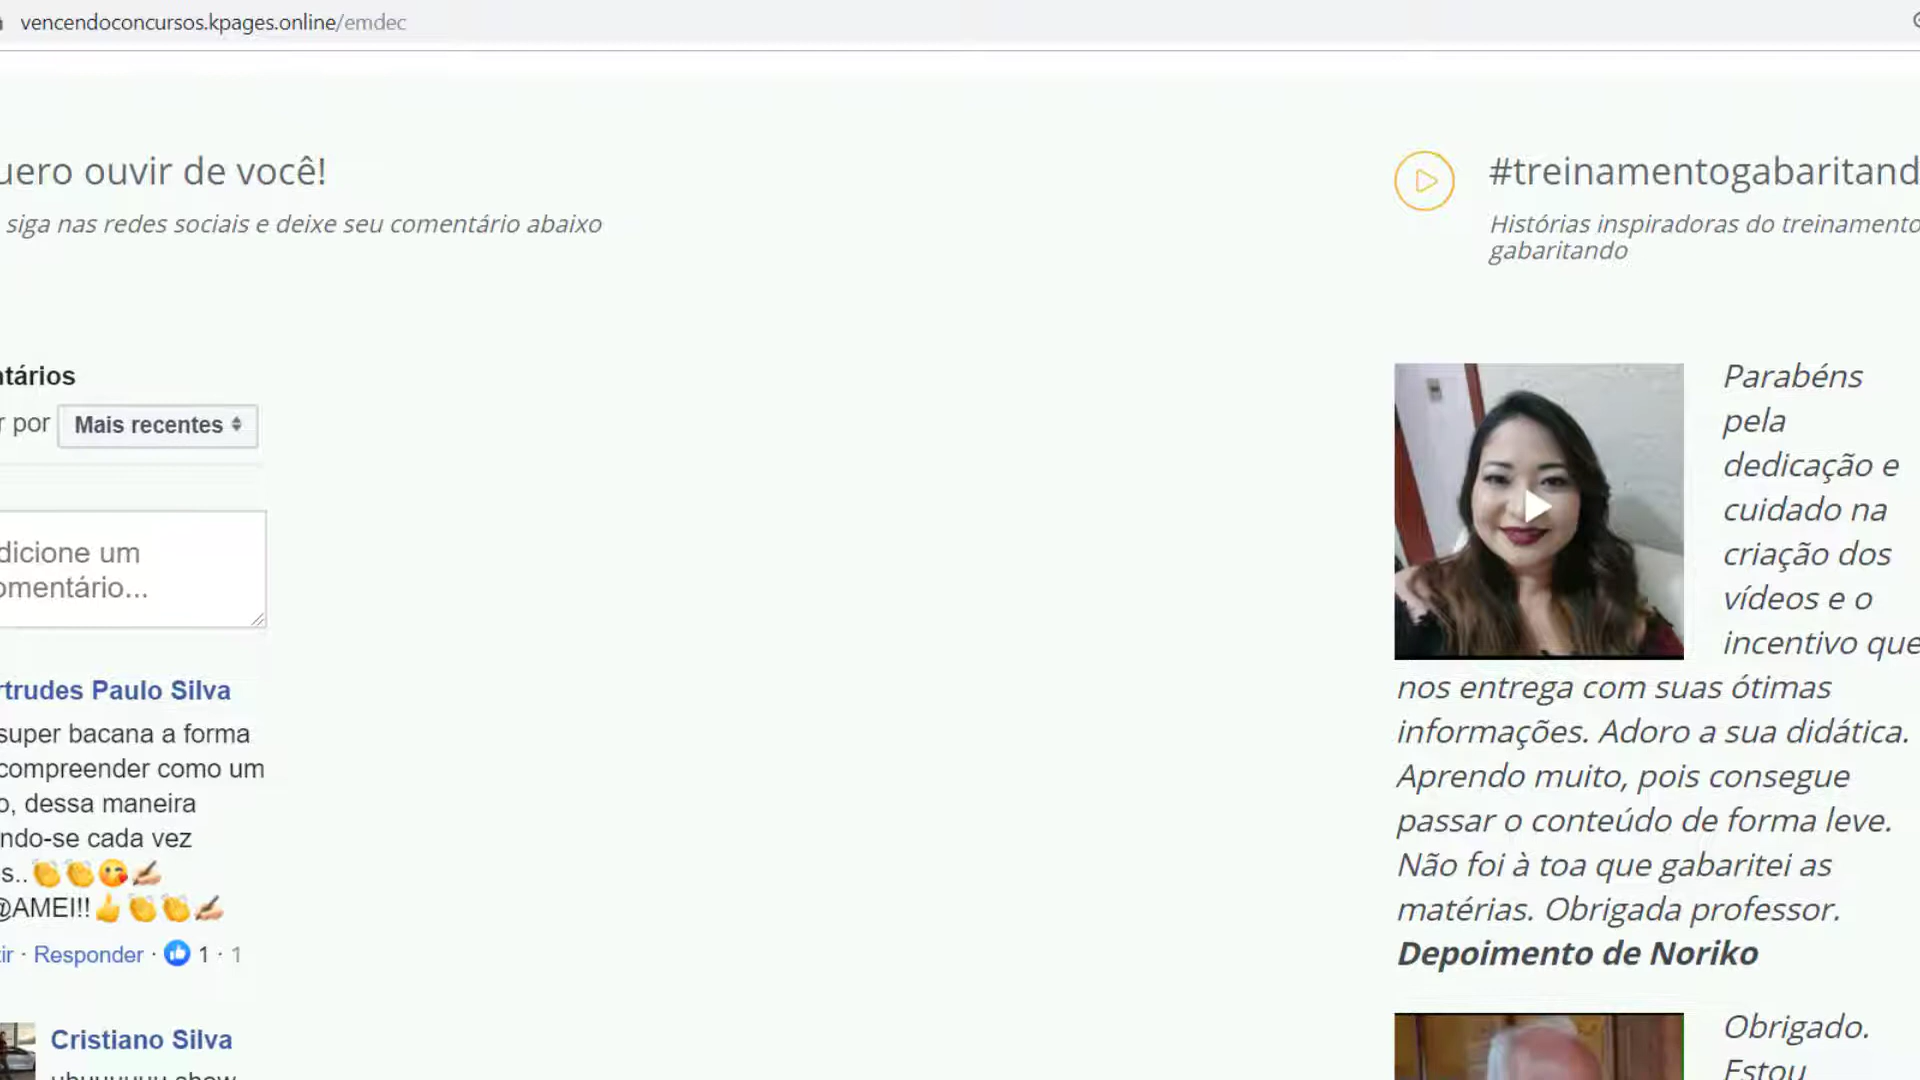 vencendoconcursos.kpages.online/emdec
uero ouvir de você!
siga nas redes sociais e deixe seu comentário abaixo
#treinamentogabaritand
Histórias inspiradoras do treinamento
gabaritando
ntários
r por Mais recentes
dicione um
omentário...
rtrudes Paulo Silva
super bacana a forma
compreender como um
o, dessa maneira
ndo-se cada vez
s..👏👏😘✍🏻
@AMEI!!👍👏👏✍🏻
ir · Responder · 1 · 1
Cristiano Silva
uhuuuuuu show
Parabéns
pela
dedicação e
cuidado na
criação dos
vídeos e o
incentivo que
nos entrega com suas ótimas
informações. Adoro a sua didática.
Aprendo muito, pois consegue
passar o conteúdo de forma leve.
Não foi à toa que gabaritei as
matérias. Obrigada professor.
Depoimento de Noriko
Obrigado.
Estou